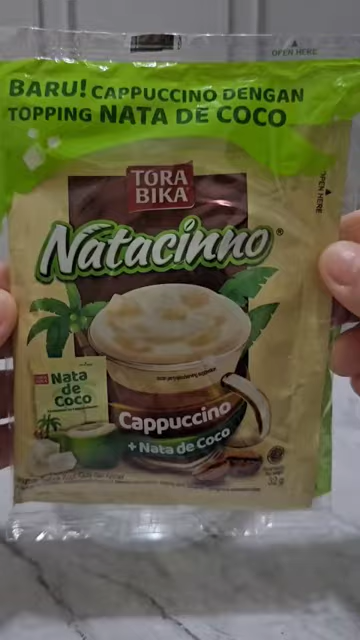 OPEN HERE
BARU! CAPPUCCINO DENGAN
TOPPING NATA DE COCO
OPEN HERE
TORA
BIKA
Natacinno®
Nata
de
Coco
Cappuccino
+ Nata de Coco
32 g